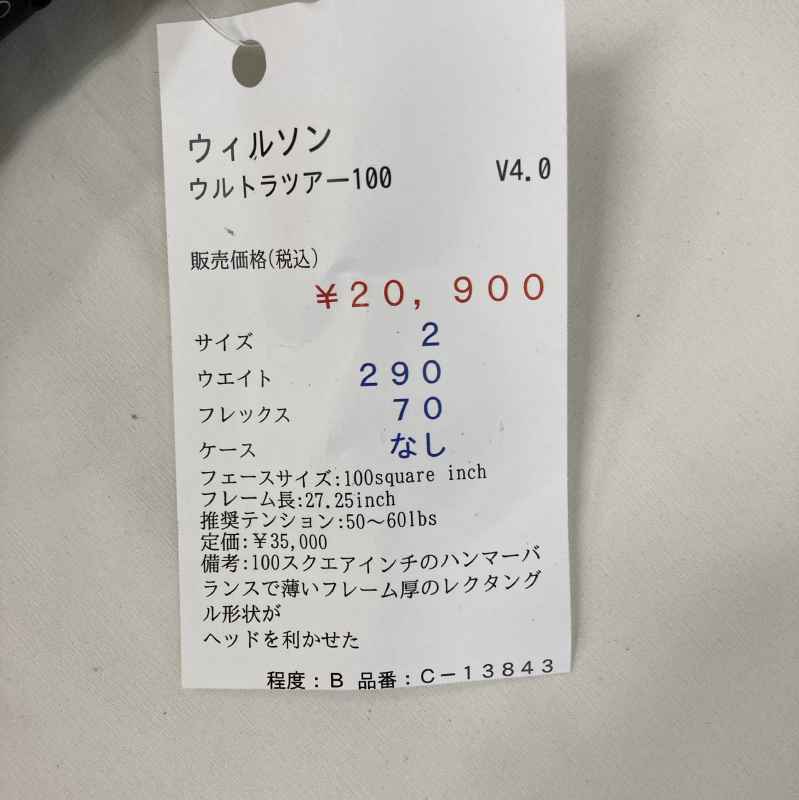 ウィルソン
ウルトラツアー100 V4.0
販売価格(税込)
￥２０，９００
サイズ ２
ウエイト ２９０
フレックス ７０
ケース なし
フェースサイズ:100square inch
フレーム長:27.25inch
推奨テンション:50～60lbs
定価:￥35,000
備考:100スクエアインチのハンマーバ
ランスで薄いフレーム厚のレクタング
ル形状が
ヘッドを利かせた
程度：Ｂ 品番：Ｃ－１３８４３